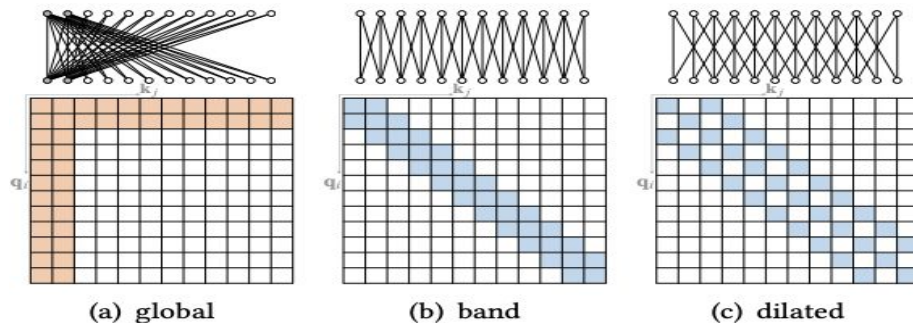 k_j k_j k_j
q_i q_i q_i
(a) global (b) band (c) dilated